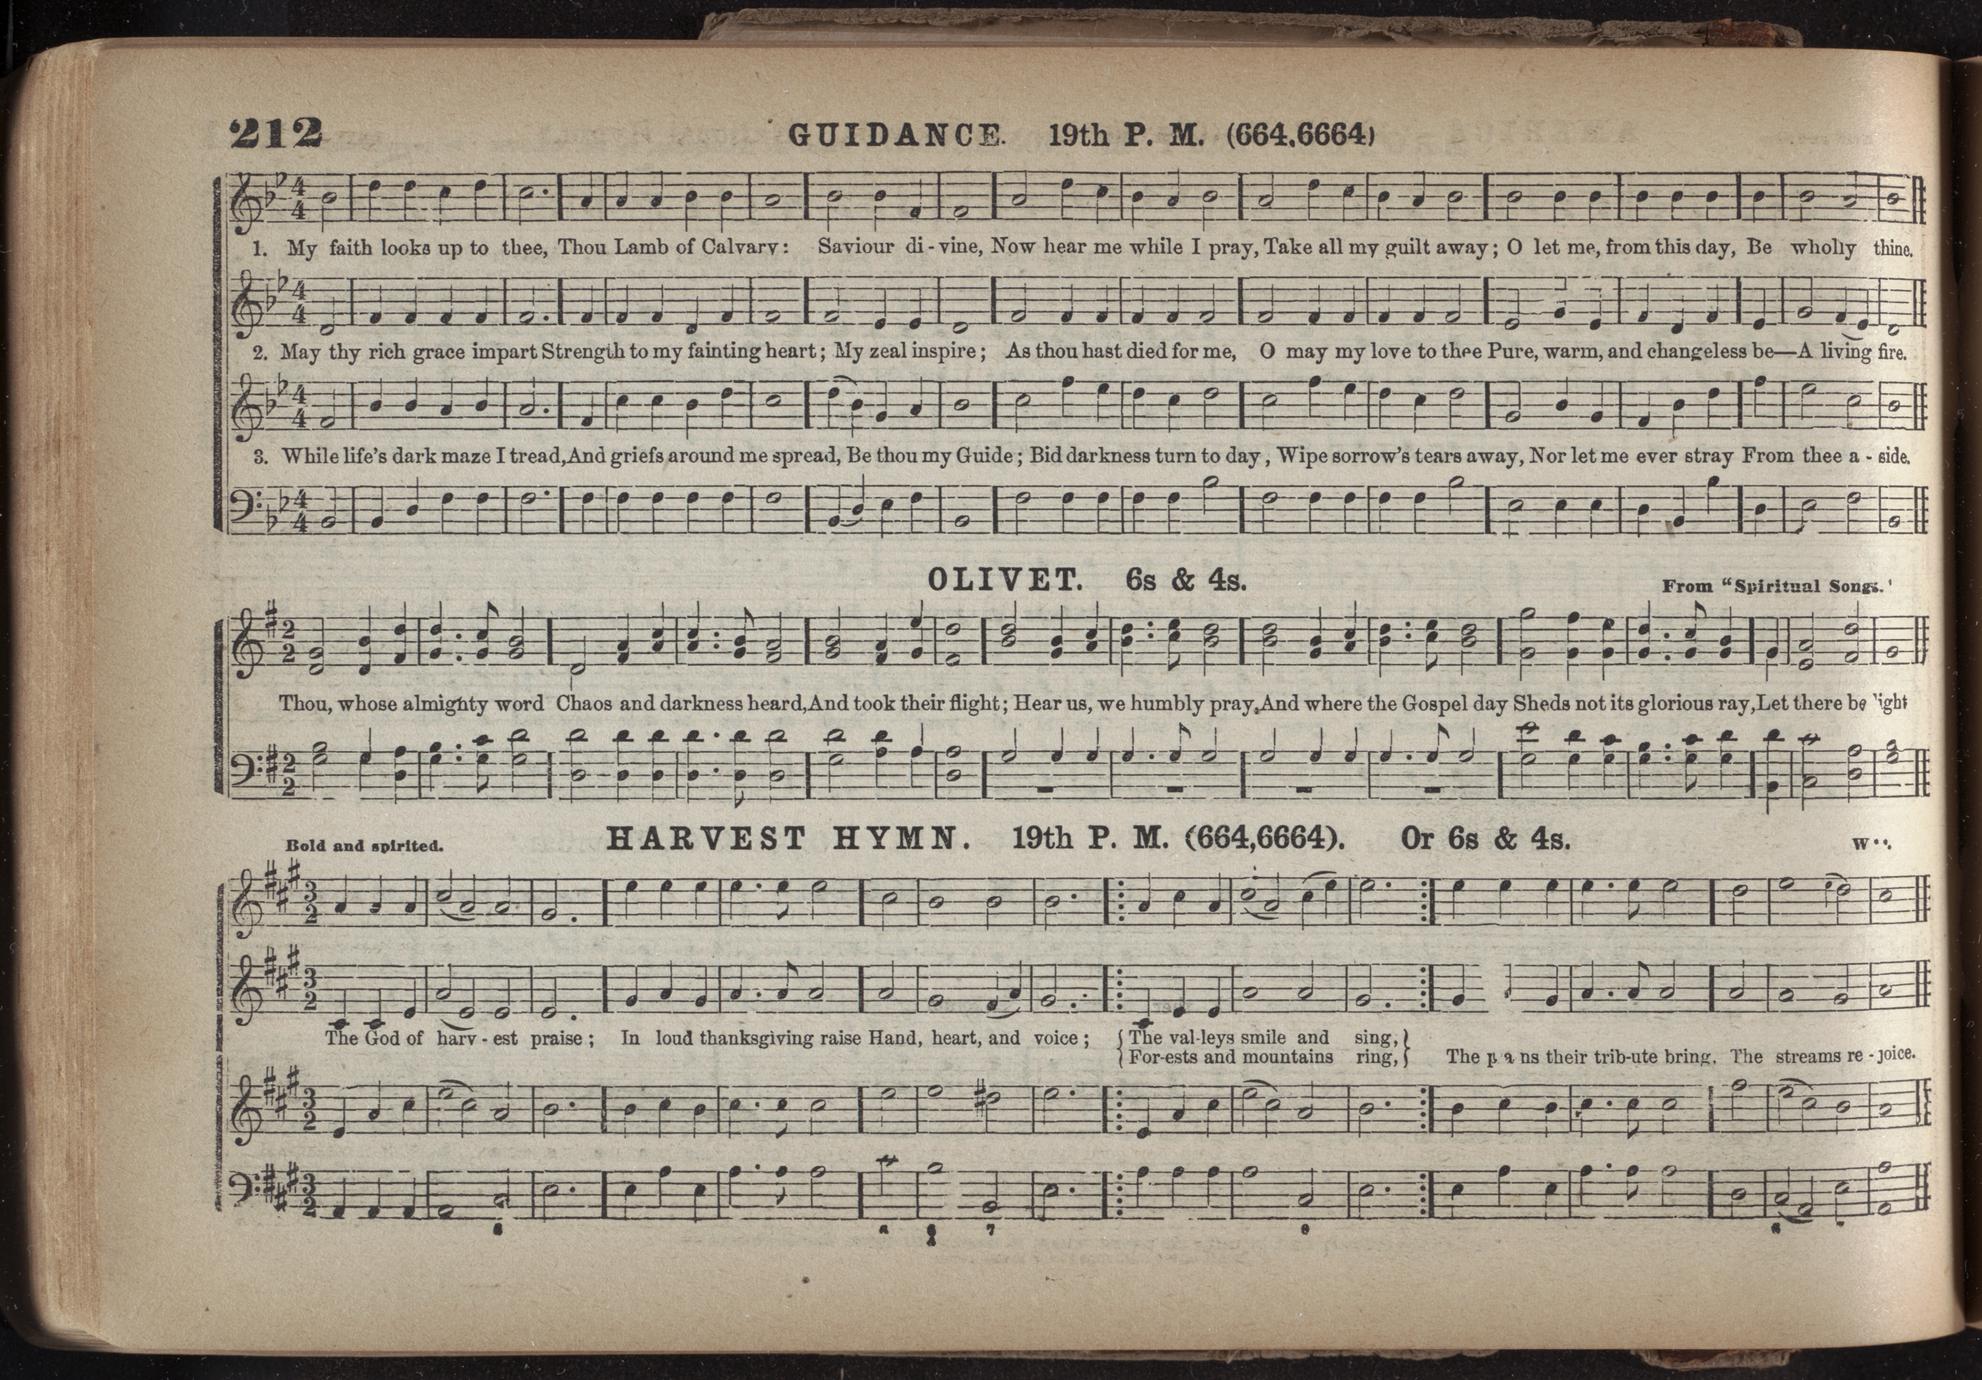 212
GUIDANCE. 19th P. M. (664,6664)
1. My faith looks up to thee, Thou Lamb of Calvary: Saviour di-vine, Now hear me while I pray, Take all my guilt away; O let me, from this day, Be wholly thine.
2. May thy rich grace impart Strength to my fainting heart; My zeal inspire; As thou hast died for me, O may my love to thee Pure, warm, and changeless be—A living fire.
3. While life's dark maze I tread, And griefs around me spread, Be thou my Guide; Bid darkness turn to day, Wipe sorrow's tears away, Nor let me ever stray From thee a-side.
OLIVET. 6s & 4s.
From "Spiritual Songs.'
Thou, whose almighty word Chaos and darkness heard, And took their flight; Hear us, we humbly pray, And where the Gospel day Sheds not its glorious ray, Let there be light
Bold and spirited.
HARVEST HYMN. 19th P. M. (664,6664). Or 6s & 4s.
The God of harv-est praise; In loud thanksgiving raise Hand, heart, and voice; {The val-leys smile and sing,}
{For-ests and mountains ring,} The their trib-ute bring. The streams re-joice.